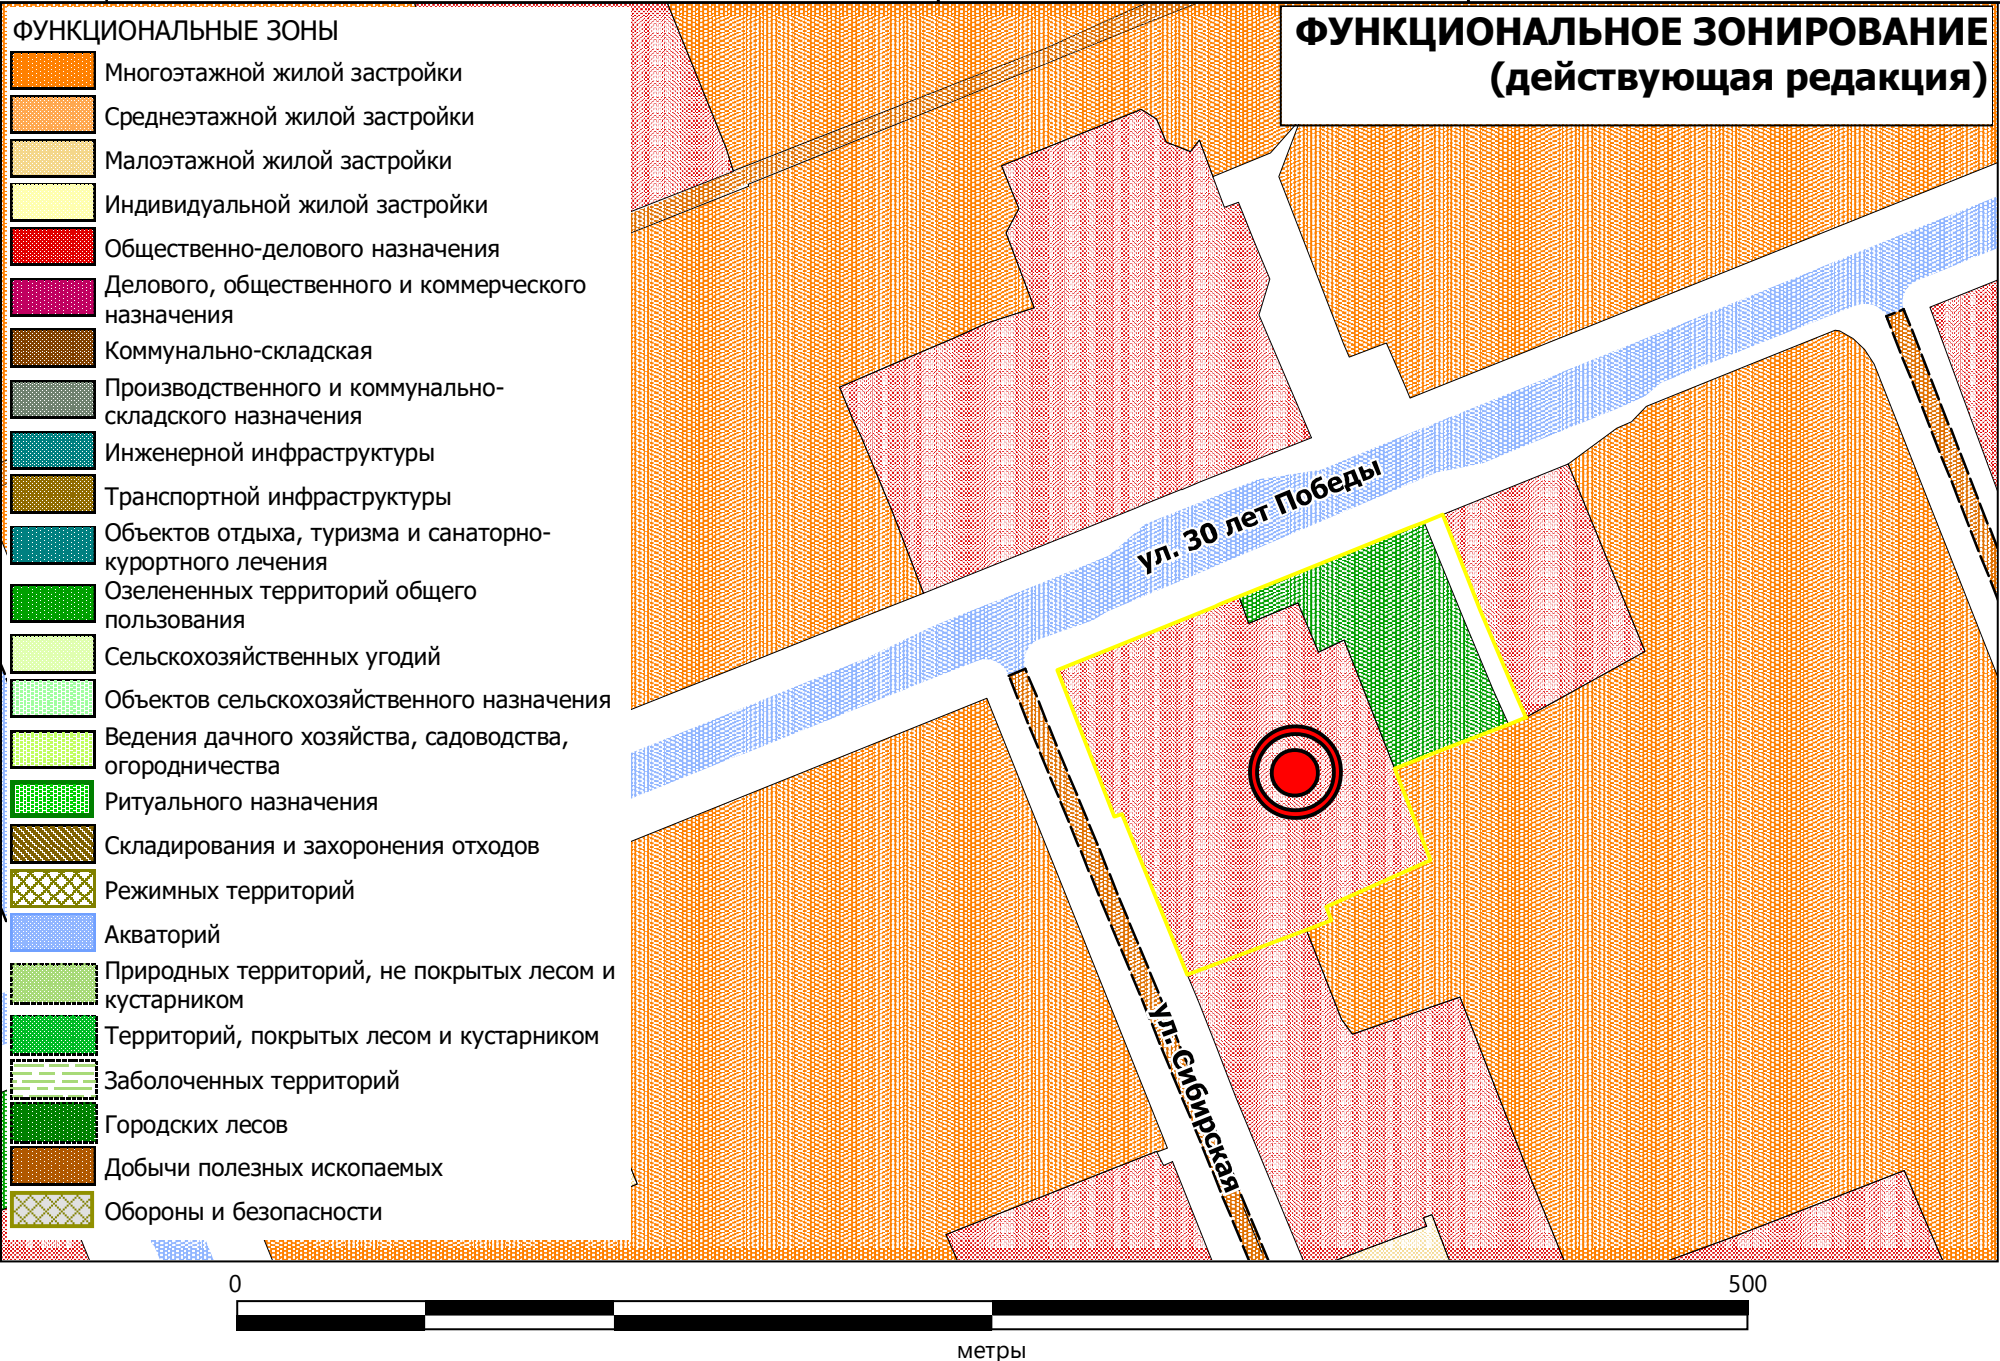 ФУНКЦИОНАЛЬНОЕ ЗОНИРОВАНИЕ
(действующая редакция)
ФУНКЦИОНАЛЬНЫЕ ЗОНЫ
Многоэтажной жилой застройки
Среднеэтажной жилой застройки
Малоэтажной жилой застройки
Индивидуальной жилой застройки
Общественно-делового назначения
Делового, общественного и коммерческого
назначения
Коммунально-складская
Производственного и коммунально-
складского назначения
Инженерной инфраструктуры
Транспортной инфраструктуры
Объектов отдыха, туризма и санаторно-
курортного лечения
Озелененных территорий общего
пользования
Сельскохозяйственных угодий
Объектов сельскохозяйственного назначения
Ведения дачного хозяйства, садоводства,
огородничества
Ритуального назначения
Складирования и захоронения отходов
Режимных территорий
Акваторий
Природных территорий, не покрытых лесом и
кустарником
Территорий, покрытых лесом и кустарником
Заболоченных территорий
Городских лесов
Добычи полезных ископаемых
Обороны и безопасности
ул. 30 лет Победы
ул. Сибирская
0
500
метры